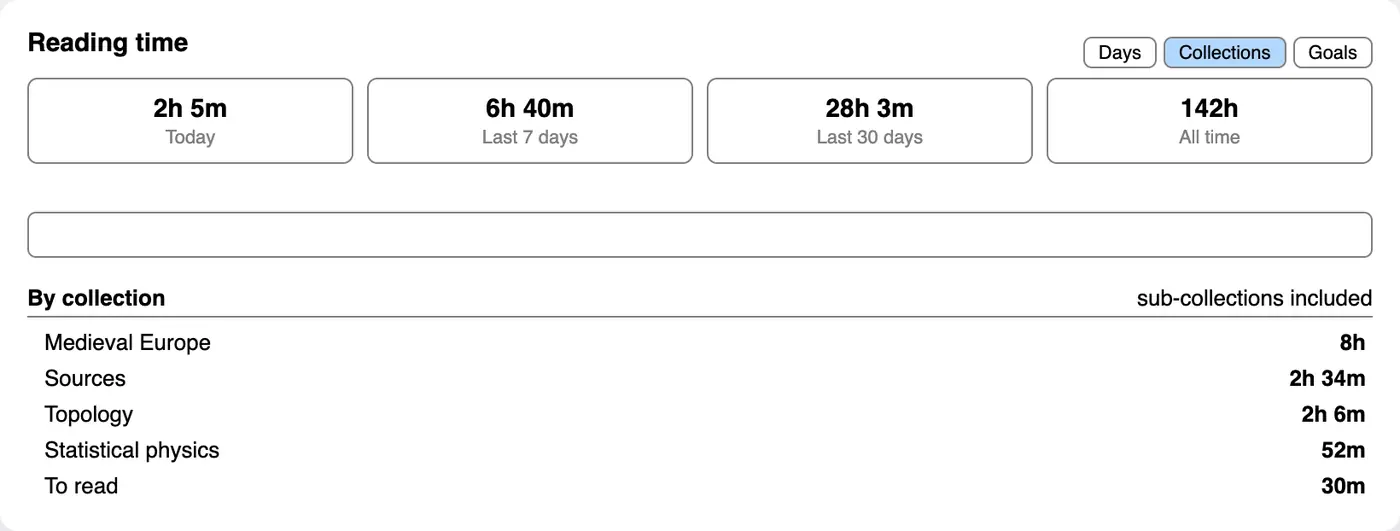 Reading time
Days Collections Goals
2h 5m 6h 40m 28h 3m 142h
Today Last 7 days Last 30 days All time
By collection sub-collections included
Medieval Europe 8h
Sources 2h 34m
Topology 2h 6m
Statistical physics 52m
To read 30m